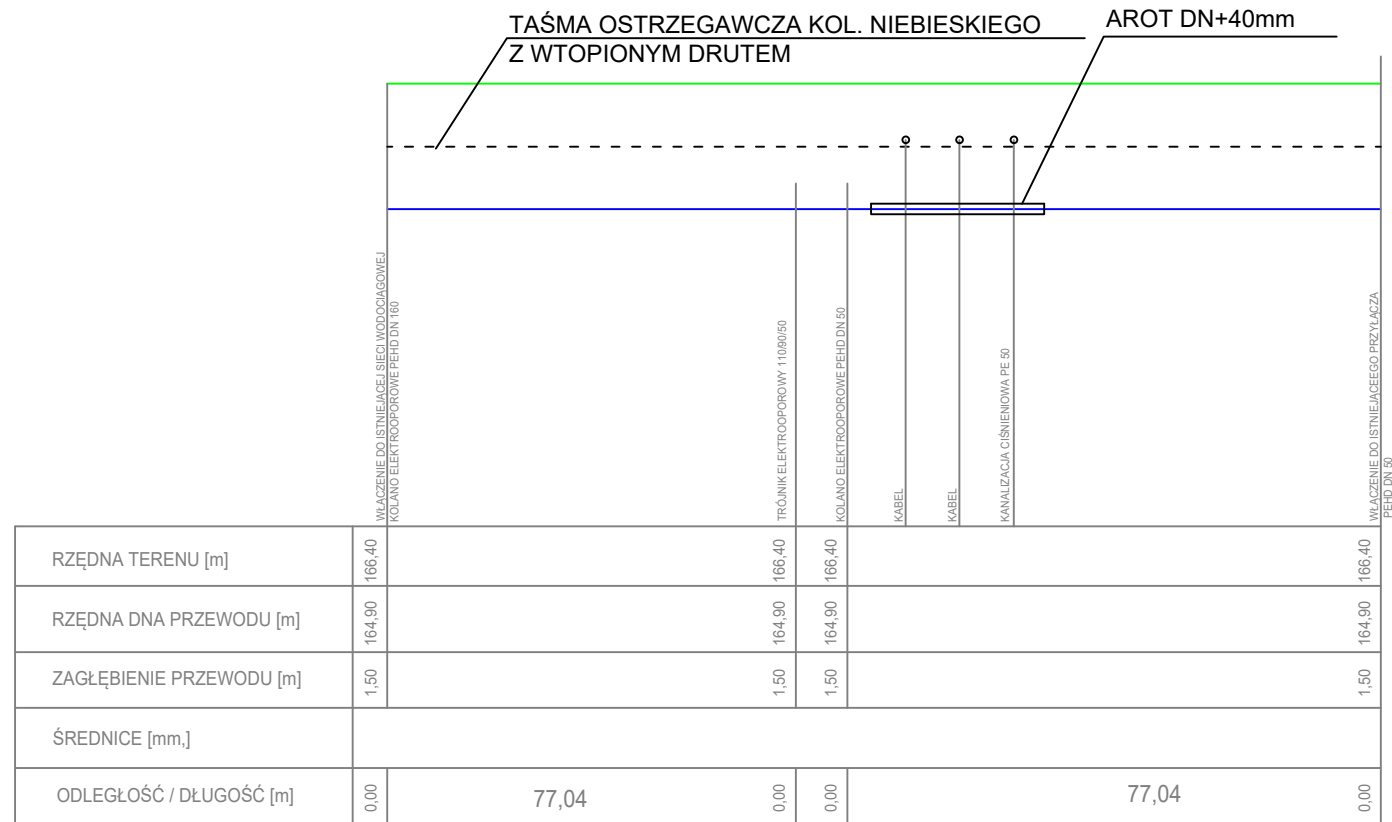 TAŚMA OSTRZEGAWCZA KOL. NIEBIESKIEGO
Z WTOPIONYM DRUTEM
AROT DN+40mm
WŁĄCZENIE DO ISTNIEJĄCEJ SIECI WODOCIĄGOWEJ
KOLANO ELEKTROOPOROWE PEHD DN 160
TRÓJNIK ELEKTROOPOROWY 110/90/50
KOLANO ELEKTROOPOROWE PEHD DN 50
KABEL
KABEL
KANALIZACJA CIŚNIENIOWA PE 50
WŁĄCZENIE DO ISTNIEJĄCEEGO PRZYŁĄCZA
PEHD DN 50
RZĘDNA TERENU [m] 166,40 166,40 166,40 166,40
RZĘDNA DNA PRZEWODU [m] 164,90 164,90 164,90 164,90
ZAGŁĘBIENIE PRZEWODU [m] 1,50 1,50 1,50 1,50
ŚREDNICE [mm,]
ODLEGŁOŚĆ / DŁUGOŚĆ [m] 0,00 77,04 0,00 0,00 77,04 0,00